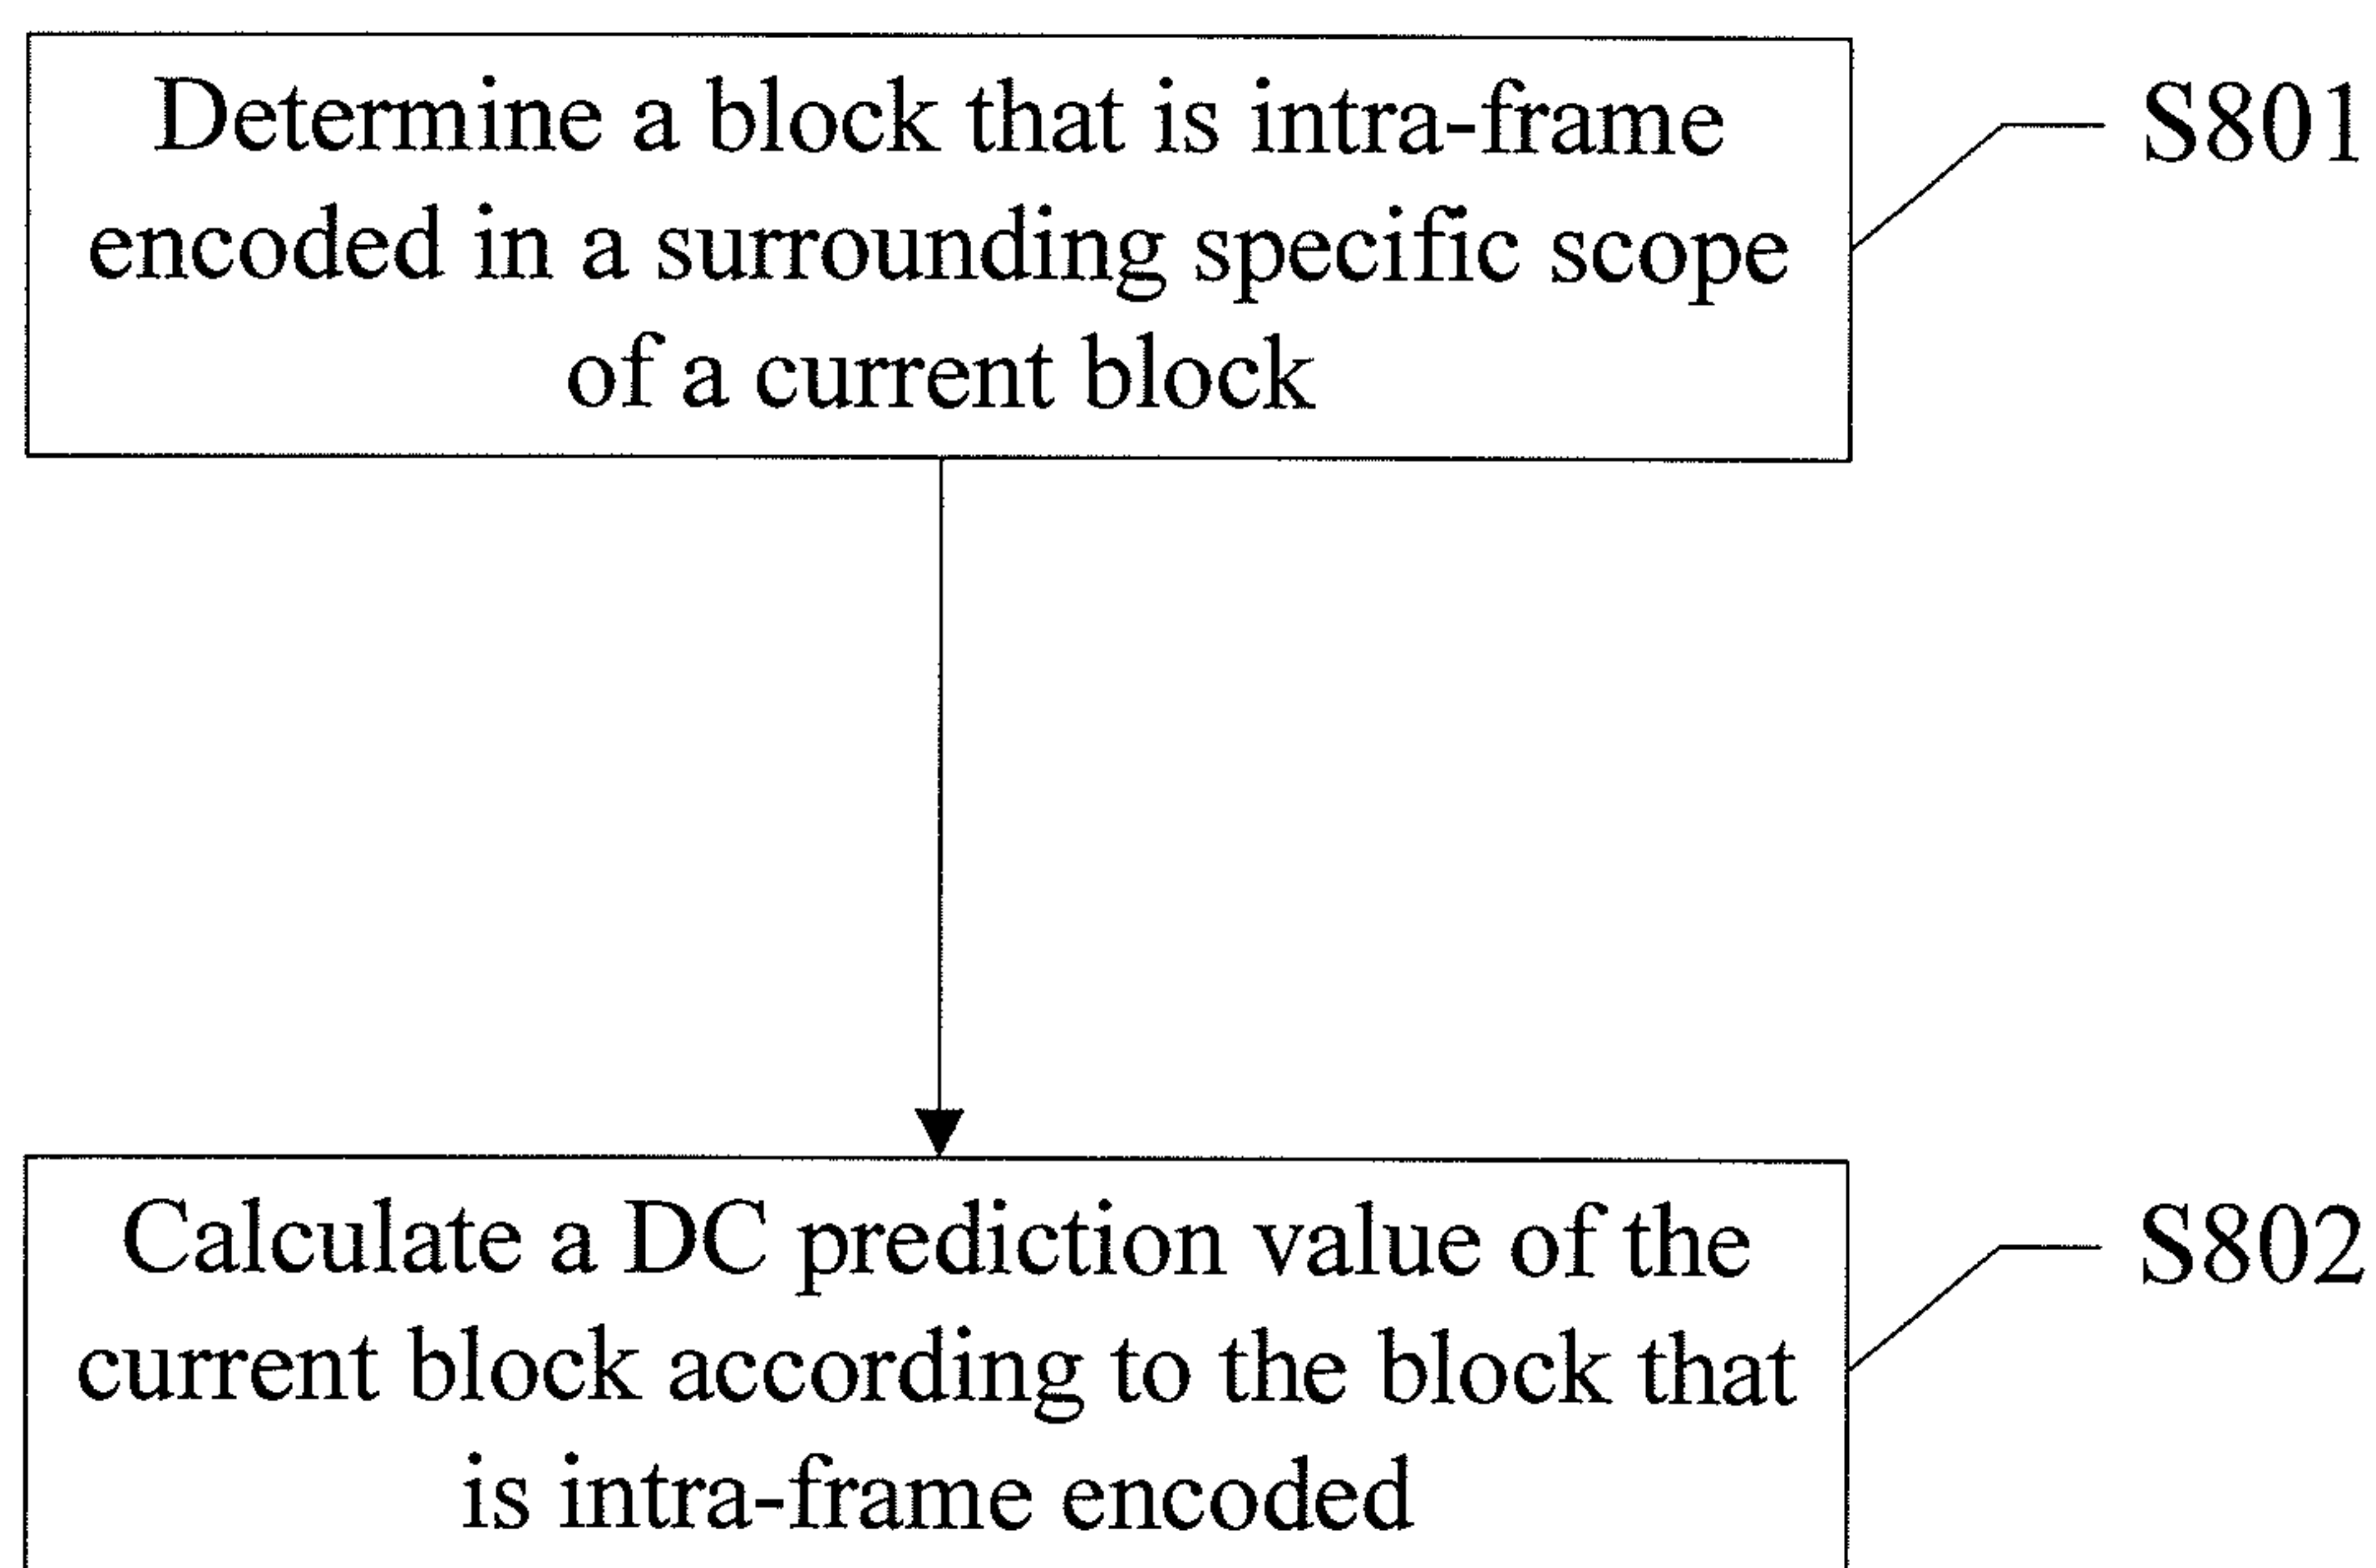 Determine a block that is intra-frame
encoded in a surrounding specific scope
of a current block
S801
Calculate a DC prediction value of the
current block according to the block that
is intra-frame encoded
S802